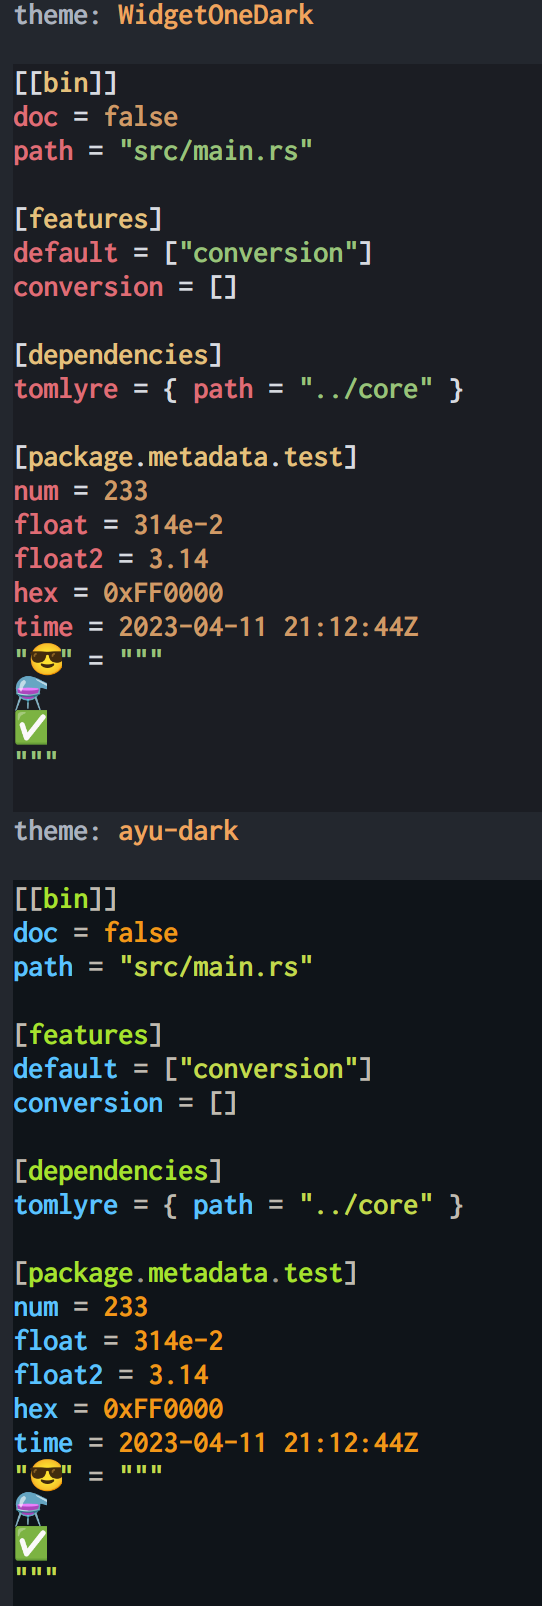 theme: WidgetOneDark
[[bin]]
doc = false
path = "src/main.rs"
[features]
default = ["conversion"]
conversion = []
[dependencies]
tomlyre = { path = "../core" }
[package.metadata.test]
num = 233
float = 314e-2
float2 = 3.14
hex = 0xFF0000
time = 2023-04-11 21:12:44Z
"😎" = """
⚗️
✅
"""
theme: ayu-dark
[[bin]]
doc = false
path = "src/main.rs"
[features]
default = ["conversion"]
conversion = []
[dependencies]
tomlyre = { path = "../core" }
[package.metadata.test]
num = 233
float = 314e-2
float2 = 3.14
hex = 0xFF0000
time = 2023-04-11 21:12:44Z
"😎" = """
⚗️
✅
"""